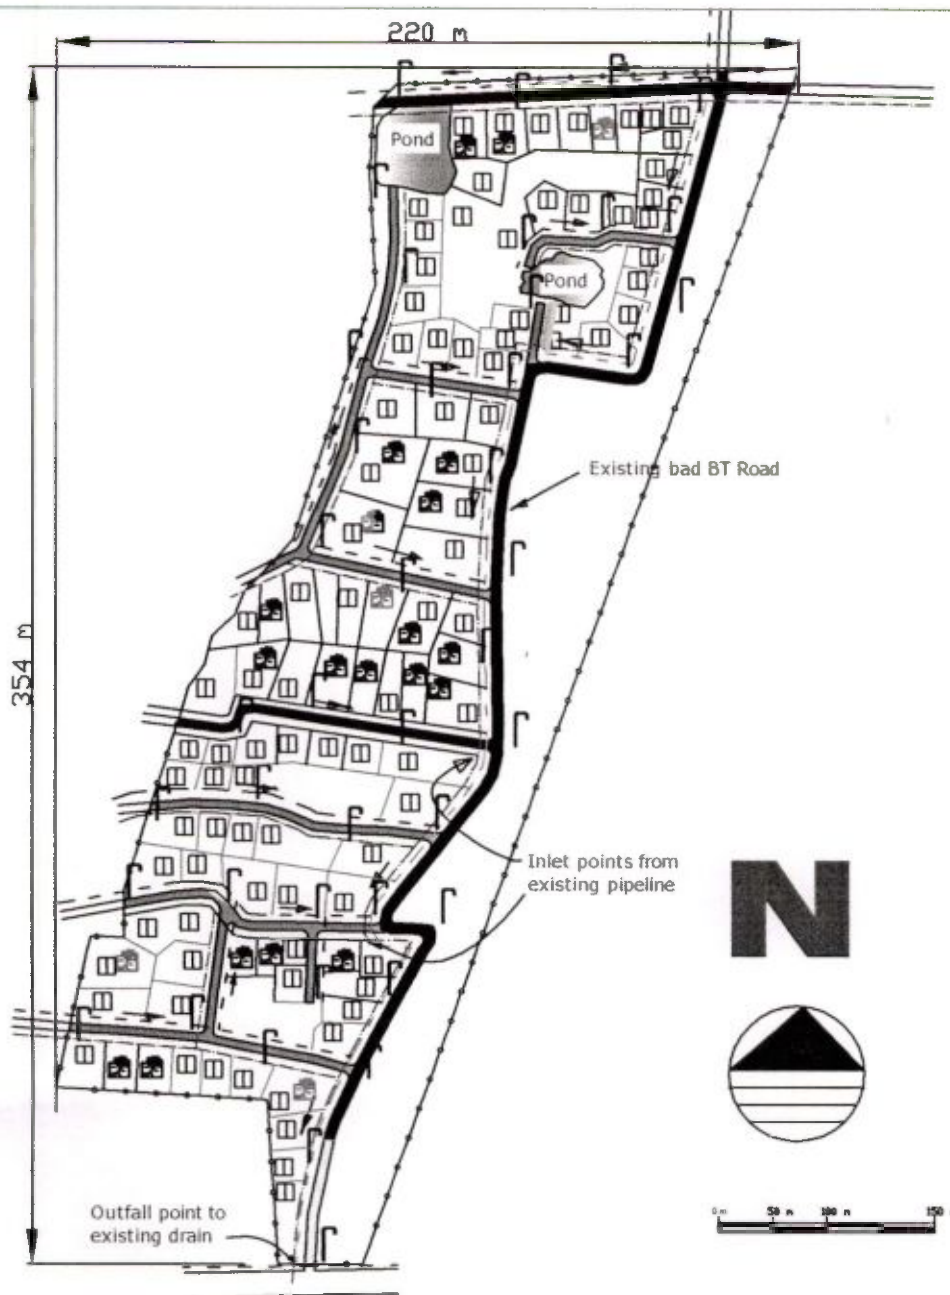 220 m
Pond
Pond
Existing bad BT Road
354 m
Inlet points from
existing pipeline
N
Outfall point to
existing drain
0 m 50 m 100 m 150